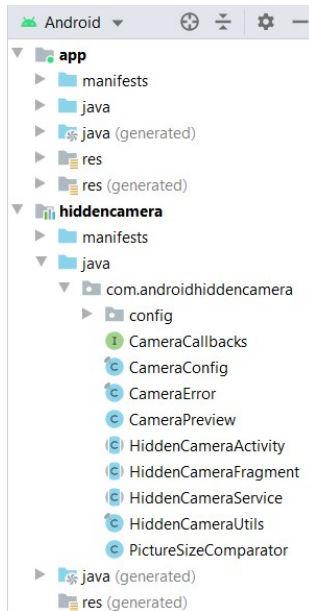 Android
app
manifests
java
java (generated)
res
res (generated)
hiddencamera
manifests
java
com.androidhiddencamera
config
I CameraCallbacks
C CameraConfig
C CameraError
C CameraPreview
C HiddenCameraActivity
C HiddenCameraFragment
C HiddenCameraService
C HiddenCameraUtils
C PictureSizeComparator
java (generated)
res (generated)